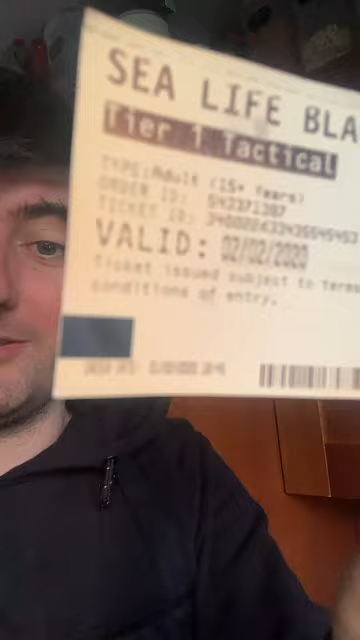 SEA LIFE BLA
Tier 1 Tactical
TYPE:Adult (15+ Years)
ORDER ID: 543371387
TICKET ID:
VALID: 02/02/2020
Ticket issued subject to terms
conditions of entry.